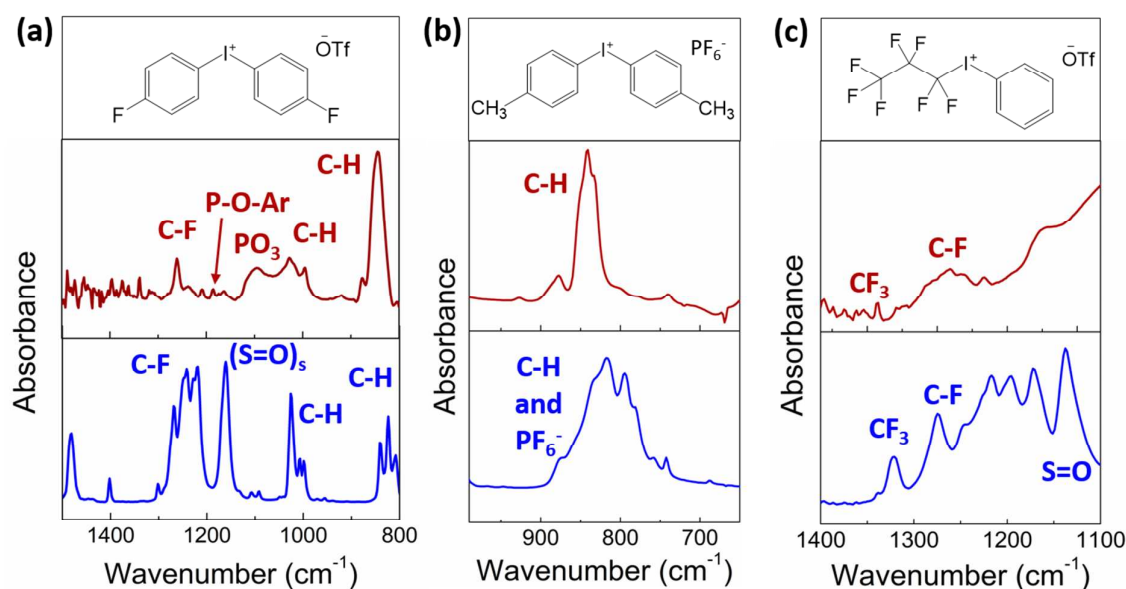 (a)
I+
F
F
⁻OTf
C-H
P-O-Ar
C-F
PO3
C-H
Absorbance
C-F
(S=O)s
C-H
C-H
1400 1200 1000 800
Wavenumber (cm-1)
(b)
I+
PF6-
CH3
CH3
C-H
Absorbance
C-H
and
PF6-
900 800 700
Wavenumber (cm-1)
(c)
F F
I+
F
F
F
F F
⁻OTf
C-F
CF3
Absorbance
C-F
CF3
S=O
1400 1300 1200 1100
Wavenumber (cm-1)